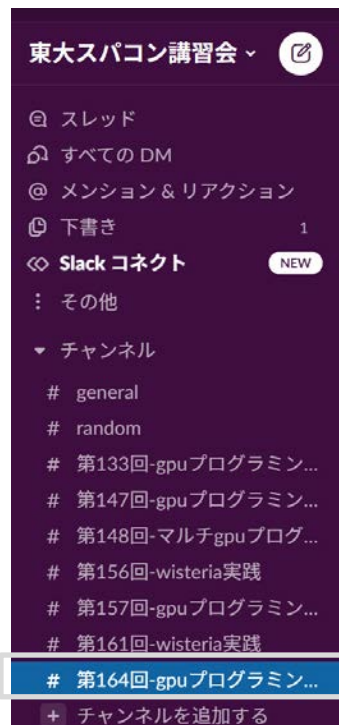 東大スパコン講習会
スレッド
すべての DM
@ メンション & リアクション
下書き 1
Slack コネクト NEW
その他
チャンネル
# general
# random
# 第133回-gpuプログラミン...
# 第147回-gpuプログラミン...
# 第148回-マルチgpuプログ...
# 第156回-wisteria実践
# 第157回-gpuプログラミン...
# 第161回-wisteria実践
# 第164回-gpuプログラミン...
+ チャンネルを追加する